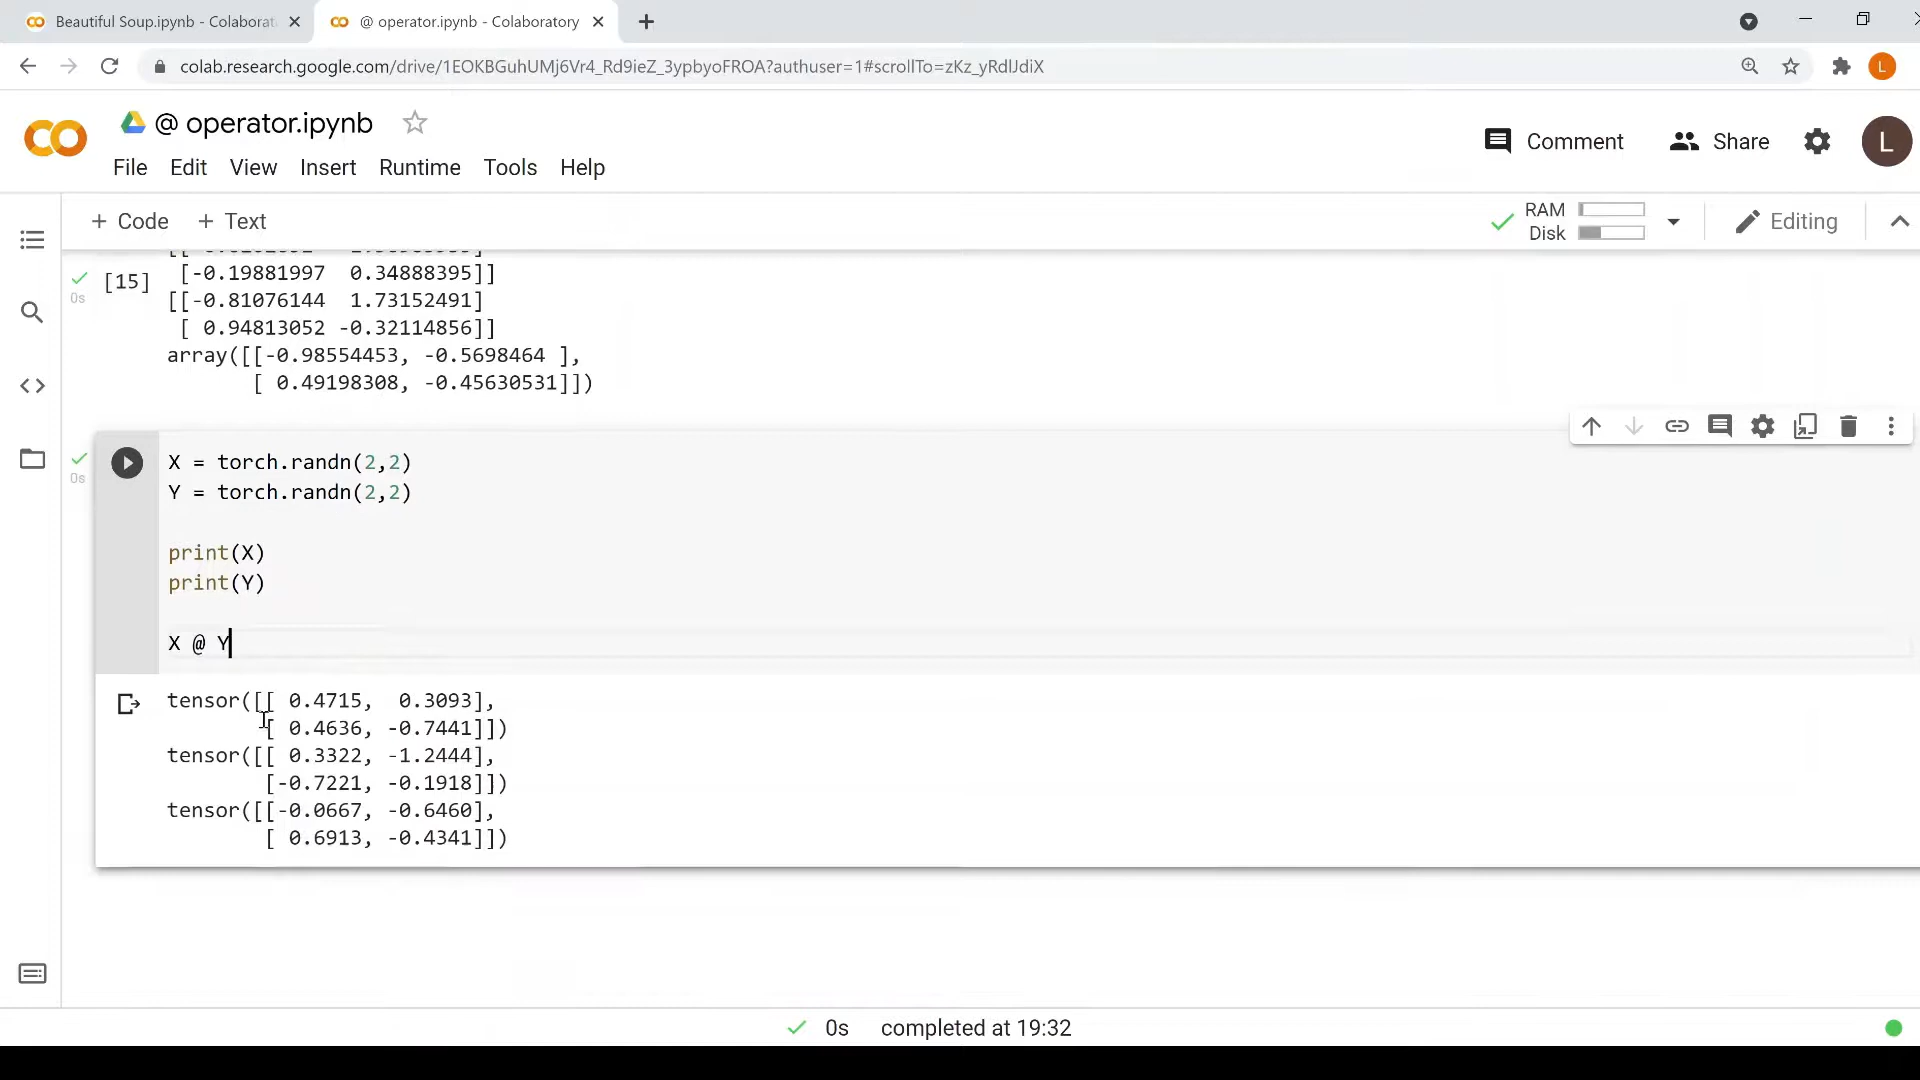 Beautiful Soup.ipynb - Colaborat
@ operator.ipynb - Colaboratory
colab.research.google.com/drive/1EOKBGuhUMj6Vr4_Rd9ieZ_3ypbyoFROA?authuser=1#scrollTo=zKz_yRdlJdiX
L
@ operator.ipynb
File Edit View Insert Runtime Tools Help
Comment Share L
+ Code + Text
RAM
Disk
Editing
[15]
0s
[-0.19881997 0.34888395]]
[[-0.81076144 1.73152491]
[ 0.94813052 -0.32114856]]
array([[-0.98554453, -0.5698464 ],
[ 0.49198308, -0.45630531]])
0s
X = torch.randn(2,2)
Y = torch.randn(2,2)
print(X)
print(Y)
X @ Y
tensor([[ 0.4715, 0.3093],
[ 0.4636, -0.7441]])
tensor([[ 0.3322, -1.2444],
[-0.7221, -0.1918]])
tensor([[-0.0667, -0.6460],
[ 0.6913, -0.4341]])
0s completed at 19:32